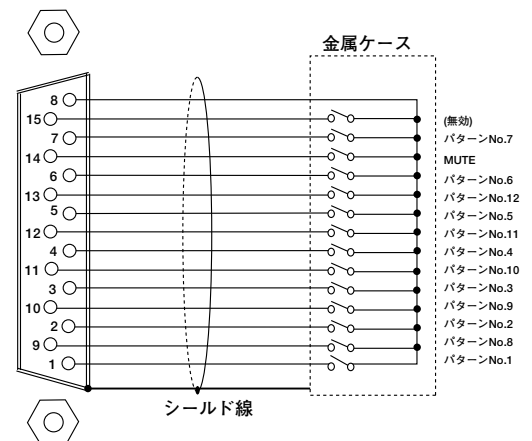 金属ケース
8
15
7
14
6
13
5
12
4
11
3
10
2
9
1
(無効)
パターンNo.7
MUTE
パターンNo.6
パターンNo.12
パターンNo.5
パターンNo.11
パターンNo.4
パターンNo.10
パターンNo.3
パターンNo.9
パターンNo.2
パターンNo.8
パターンNo.1
シールド線